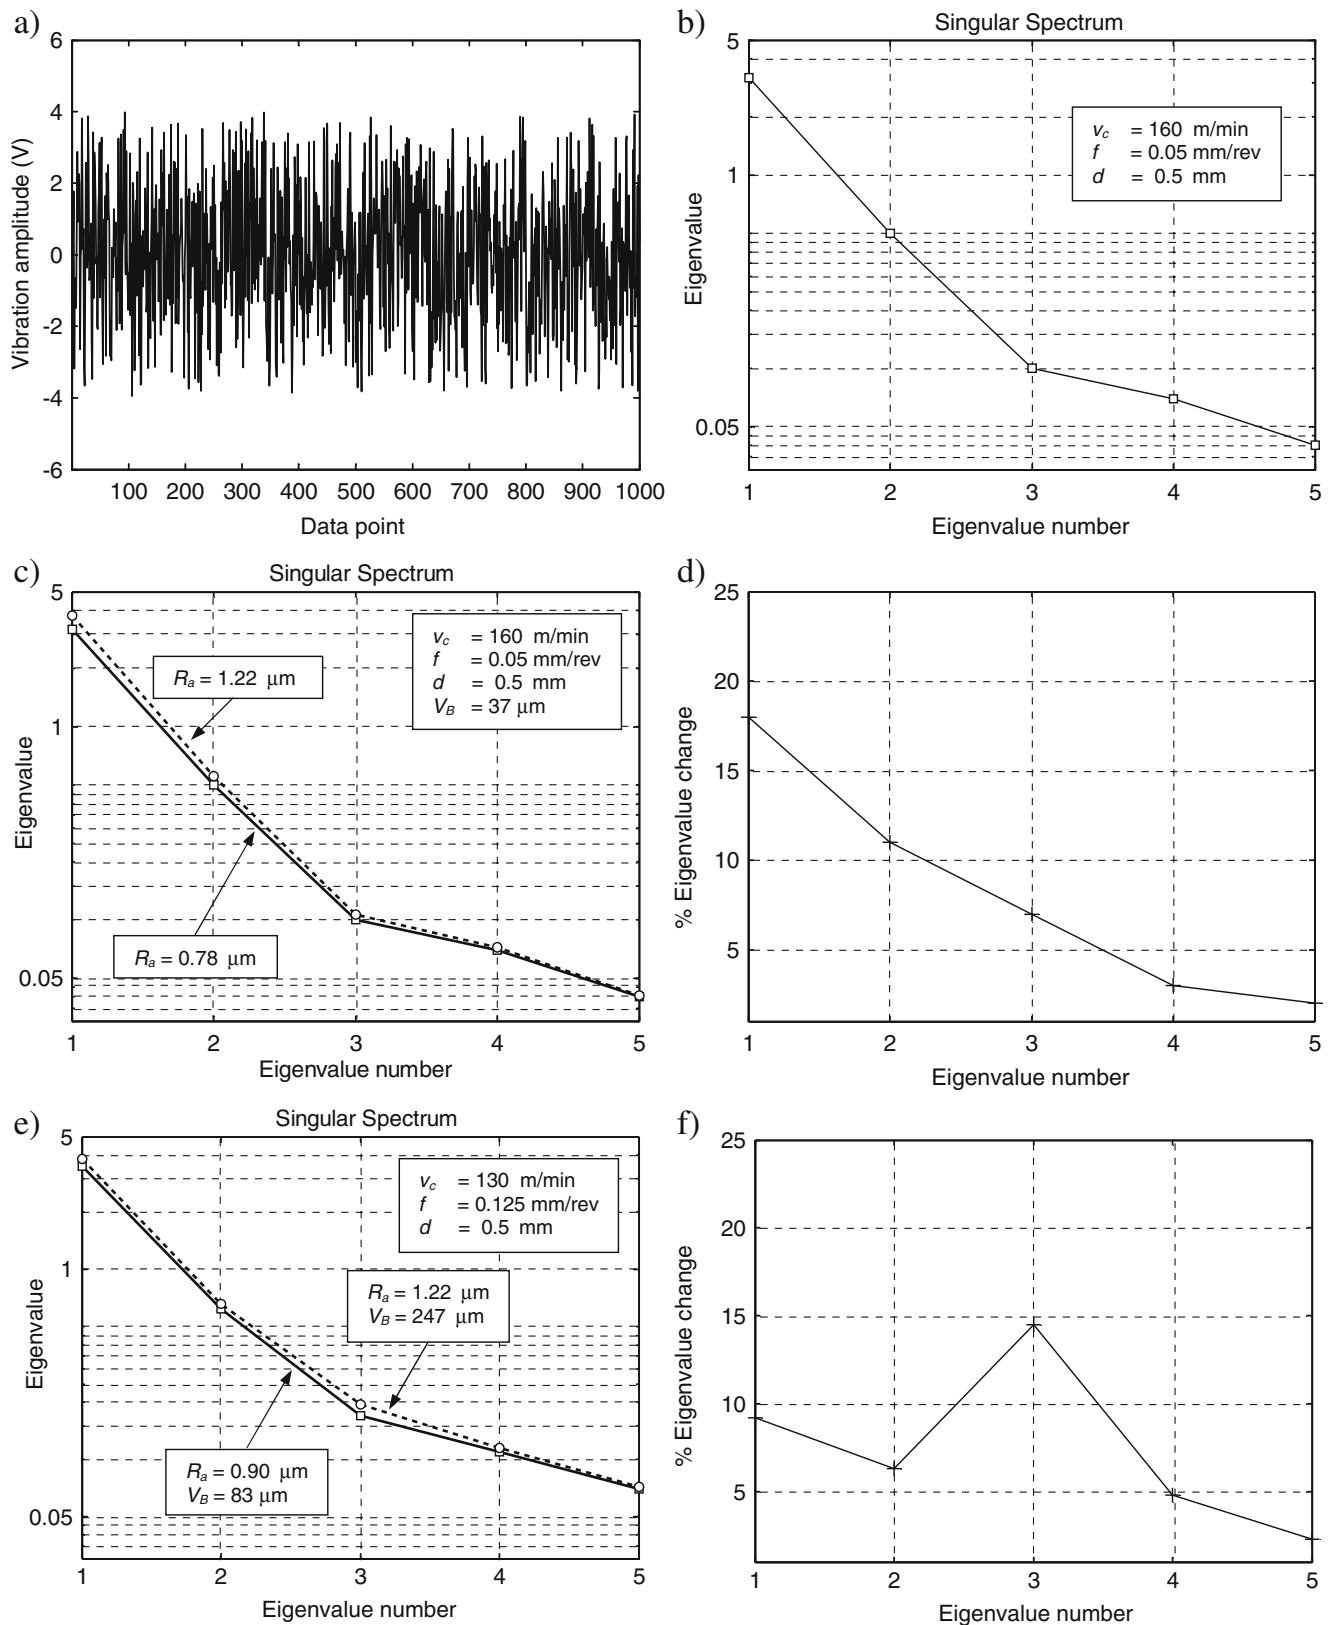 a)
6
4
2
0
-2
-4
-6
Vibration amplitude (V)
100 200 300 400 500 600 700 800 900 1000
Data point
b)
Singular Spectrum
5
1
0.05
Eigenvalue
v_c = 160 m/min
f = 0.05 mm/rev
d = 0.5 mm
1 2 3 4 5
Eigenvalue number
c)
Singular Spectrum
5
1
0.05
Eigenvalue
v_c = 160 m/min
f = 0.05 mm/rev
d = 0.5 mm
V_B = 37 µm
R_a = 1.22 µm
R_a = 0.78 µm
1 2 3 4 5
Eigenvalue number
d)
25
20
15
10
5
% Eigenvalue change
1 2 3 4 5
Eigenvalue number
e)
Singular Spectrum
5
1
0.05
Eigenvalue
v_c = 130 m/min
f = 0.125 mm/rev
d = 0.5 mm
R_a = 1.22 µm
V_B = 247 µm
R_a = 0.90 µm
V_B = 83 µm
1 2 3 4 5
Eigenvalue number
f)
25
20
15
10
5
% Eigenvalue change
1 2 3 4 5
Eigenvalue number